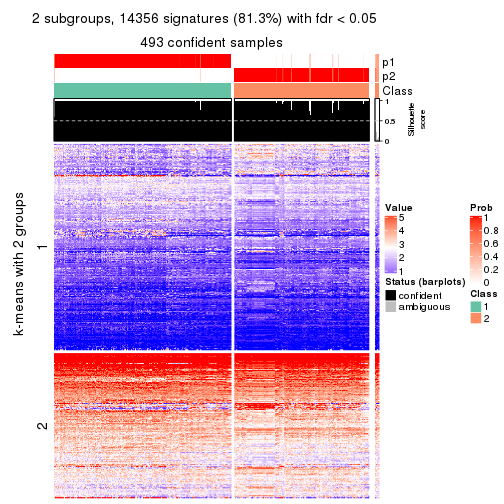 2 subgroups, 14356 signatures (81.3%) with fdr < 0.05
493 confident samples
p1
p2
Class
1
0.5
0
Silhouette
score
k-means with 2 groups
1
2
Value
5
4
3
2
1
Status (barplots)
confident
ambiguous
Prob
1
0.8
0.6
0.4
0.2
0
Class
1
2